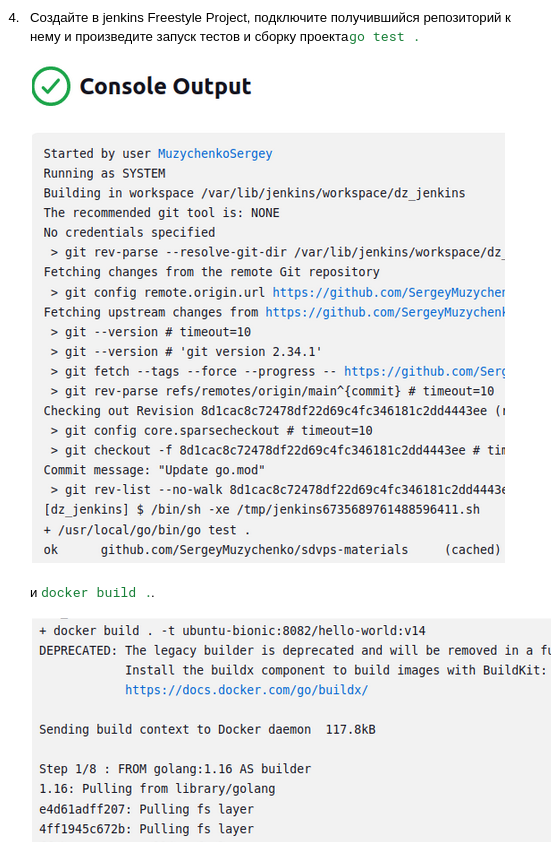 4. Создайте в jenkins Freestyle Project, подключите получившийся репозиторий к
нему и произведите запуск тестов и сборку проектаgo test .
Console Output
Started by user MuzychenkoSergey
Running as SYSTEM
Building in workspace /var/lib/jenkins/workspace/dz_jenkins
The recommended git tool is: NONE
No credentials specified
> git rev-parse --resolve-git-dir /var/lib/jenkins/workspace/dz_
Fetching changes from the remote Git repository
> git config remote.origin.url https://github.com/SergeyMuzychen
Fetching upstream changes from https://github.com/SergeyMuzychenk
> git --version # timeout=10
> git --version # 'git version 2.34.1'
> git fetch --tags --force --progress -- https://github.com/Serg
> git rev-parse refs/remotes/origin/main^{commit} # timeout=10
Checking out Revision 8d1cac8c72478df22d69c4fc346181c2dd4443ee (r
> git config core.sparsecheckout # timeout=10
> git checkout -f 8d1cac8c72478df22d69c4fc346181c2dd4443ee # tim
Commit message: "Update go.mod"
> git rev-list --no-walk 8d1cac8c72478df22d69c4fc346181c2dd4443e
[dz_jenkins] $ /bin/sh -xe /tmp/jenkins6735689761488596411.sh
+ /usr/local/go/bin/go test .
ok github.com/SergeyMuzychenko/sdvps-materials (cached)
и docker build ..
+ docker build . -t ubuntu-bionic:8082/hello-world:v14
DEPRECATED: The legacy builder is deprecated and will be removed in a fu
Install the buildx component to build images with BuildKit:
https://docs.docker.com/go/buildx/
Sending build context to Docker daemon 117.8kB
Step 1/8 : FROM golang:1.16 AS builder
1.16: Pulling from library/golang
e4d61adff207: Pulling fs layer
4ff1945c672b: Pulling fs layer